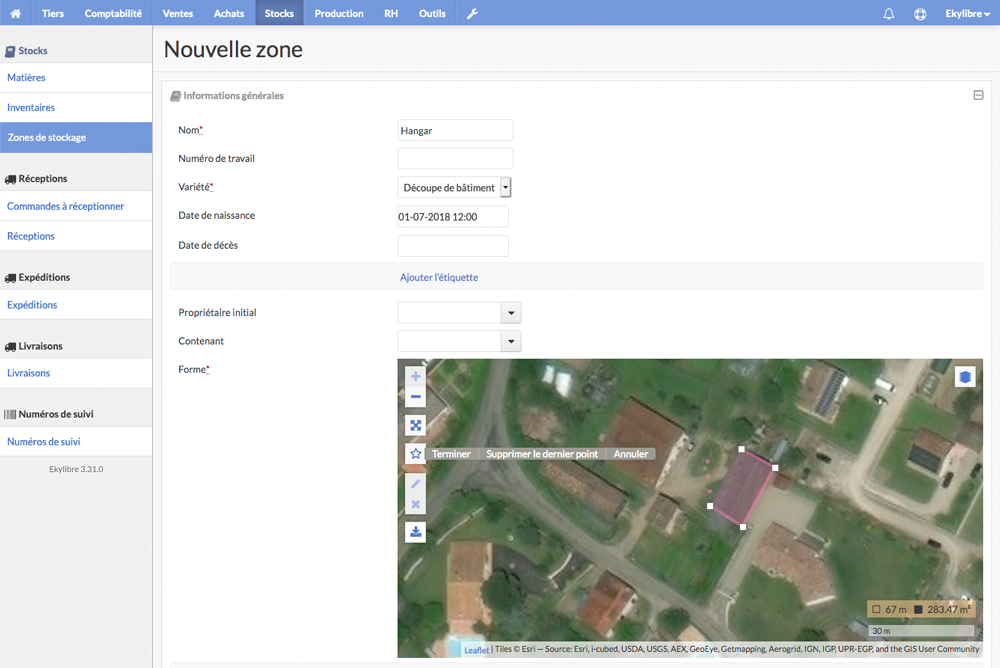 Tiers Comptabilité Ventes Achats Stocks Production RH Outils Ekylibre
Stocks
Matières
Inventaires
Zones de stockage
Réceptions
Commandes à réceptionner
Réceptions
Expéditions
Expéditions
Livraisons
Livraisons
Numéros de suivi
Numéros de suivi
Ekylibre 3.31.0
Nouvelle zone
Informations générales
Nom* Hangar
Numéro de travail
Variété* Découpe de bâtiment
Date de naissance 01-07-2018 12:00
Date de décès
Ajouter l'étiquette
Propriétaire initial
Contenant
Forme*
Terminer Supprimer le dernier point Annuler
67 m 283.47 m²
30 m
Leaflet | Tiles © Esri — Source: Esri, i-cubed, USDA, USGS, AEX, GeoEye, Getmapping, Aerogrid, IGN, IGP, UPR-EGP, and the GIS User Community